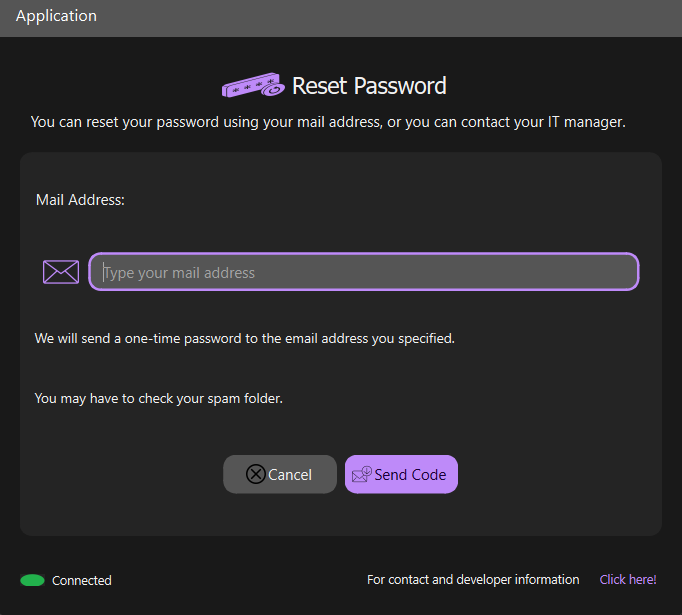 Application
Reset Password
You can reset your password using your mail address, or you can contact your IT manager.
Mail Address:
Type your mail address
We will send a one-time password to the email address you specified.
You may have to check your spam folder.
Cancel
Send Code
Connected
For contact and developer information Click here!